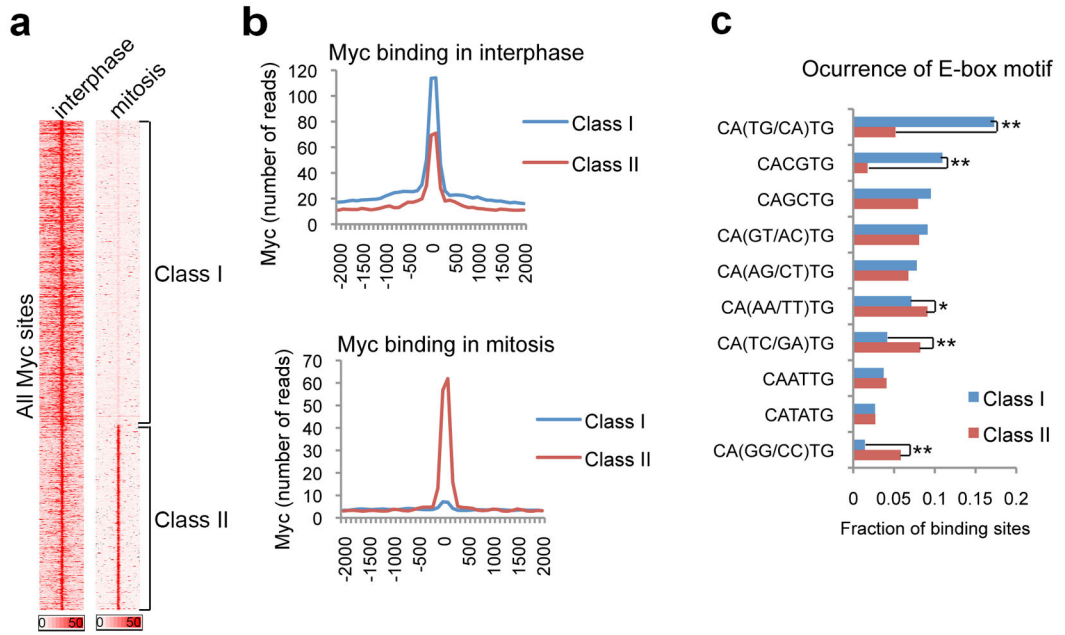 a
interphase
mitosis
All Myc sites
Class I
Class II
0 50
0 50
b
Myc binding in interphase
Myc (number of reads)
120
100
80
60
40
20
0
-2000
-1500
-1000
-500
0
500
1000
1500
2000
Class I
Class II
Myc binding in mitosis
Myc (number of reads)
70
60
50
40
30
20
10
0
-2000
-1500
-1000
-500
0
500
1000
1500
2000
Class I
Class II
c
Ocurrence of E-box motif
CA(TG/CA)TG **
CACGTG **
CAGCTG
CA(GT/AC)TG
CA(AG/CT)TG
CA(AA/TT)TG *
CA(TC/GA)TG **
CAATTG
CATATG
CA(GG/CC)TG **
Class I
Class II
0 0.05 0.1 0.15 0.2
Fraction of binding sites